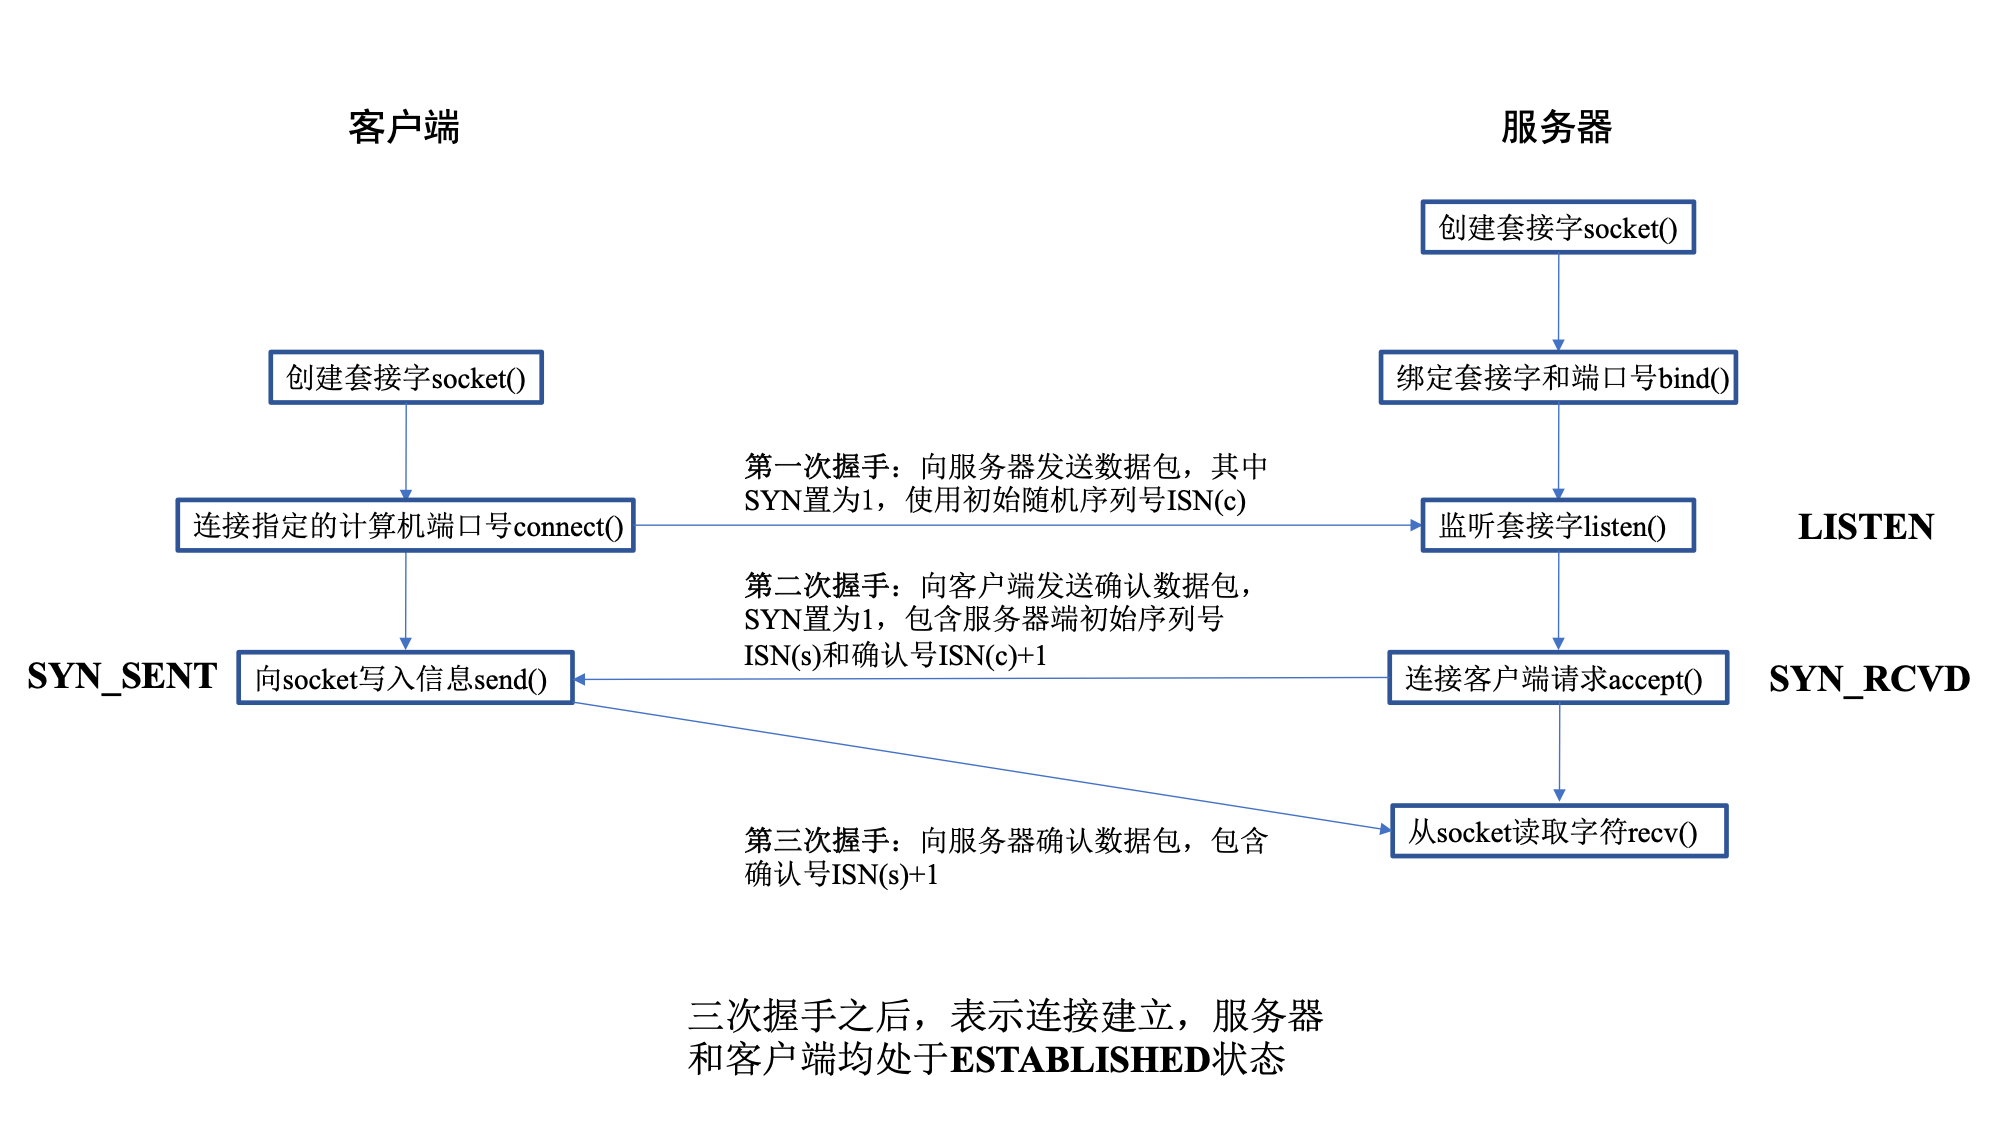 客户端
服务器
创建套接字socket()
创建套接字socket()
绑定套接字和端口号bind()
第一次握手：向服务器发送数据包，其中
SYN置为1，使用初始随机序列号ISN(c)
连接指定的计算机端口号connect()
监听套接字listen()
LISTEN
第二次握手：向客户端发送确认数据包，
SYN置为1，包含服务器端初始序列号
ISN(s)和确认号ISN(c)+1
SYN_SENT
向socket写入信息send()
连接客户端请求accept()
SYN_RCVD
第三次握手：向服务器确认数据包，包含
确认号ISN(s)+1
从socket读取字符recv()
三次握手之后，表示连接建立，服务器
和客户端均处于ESTABLISHED状态